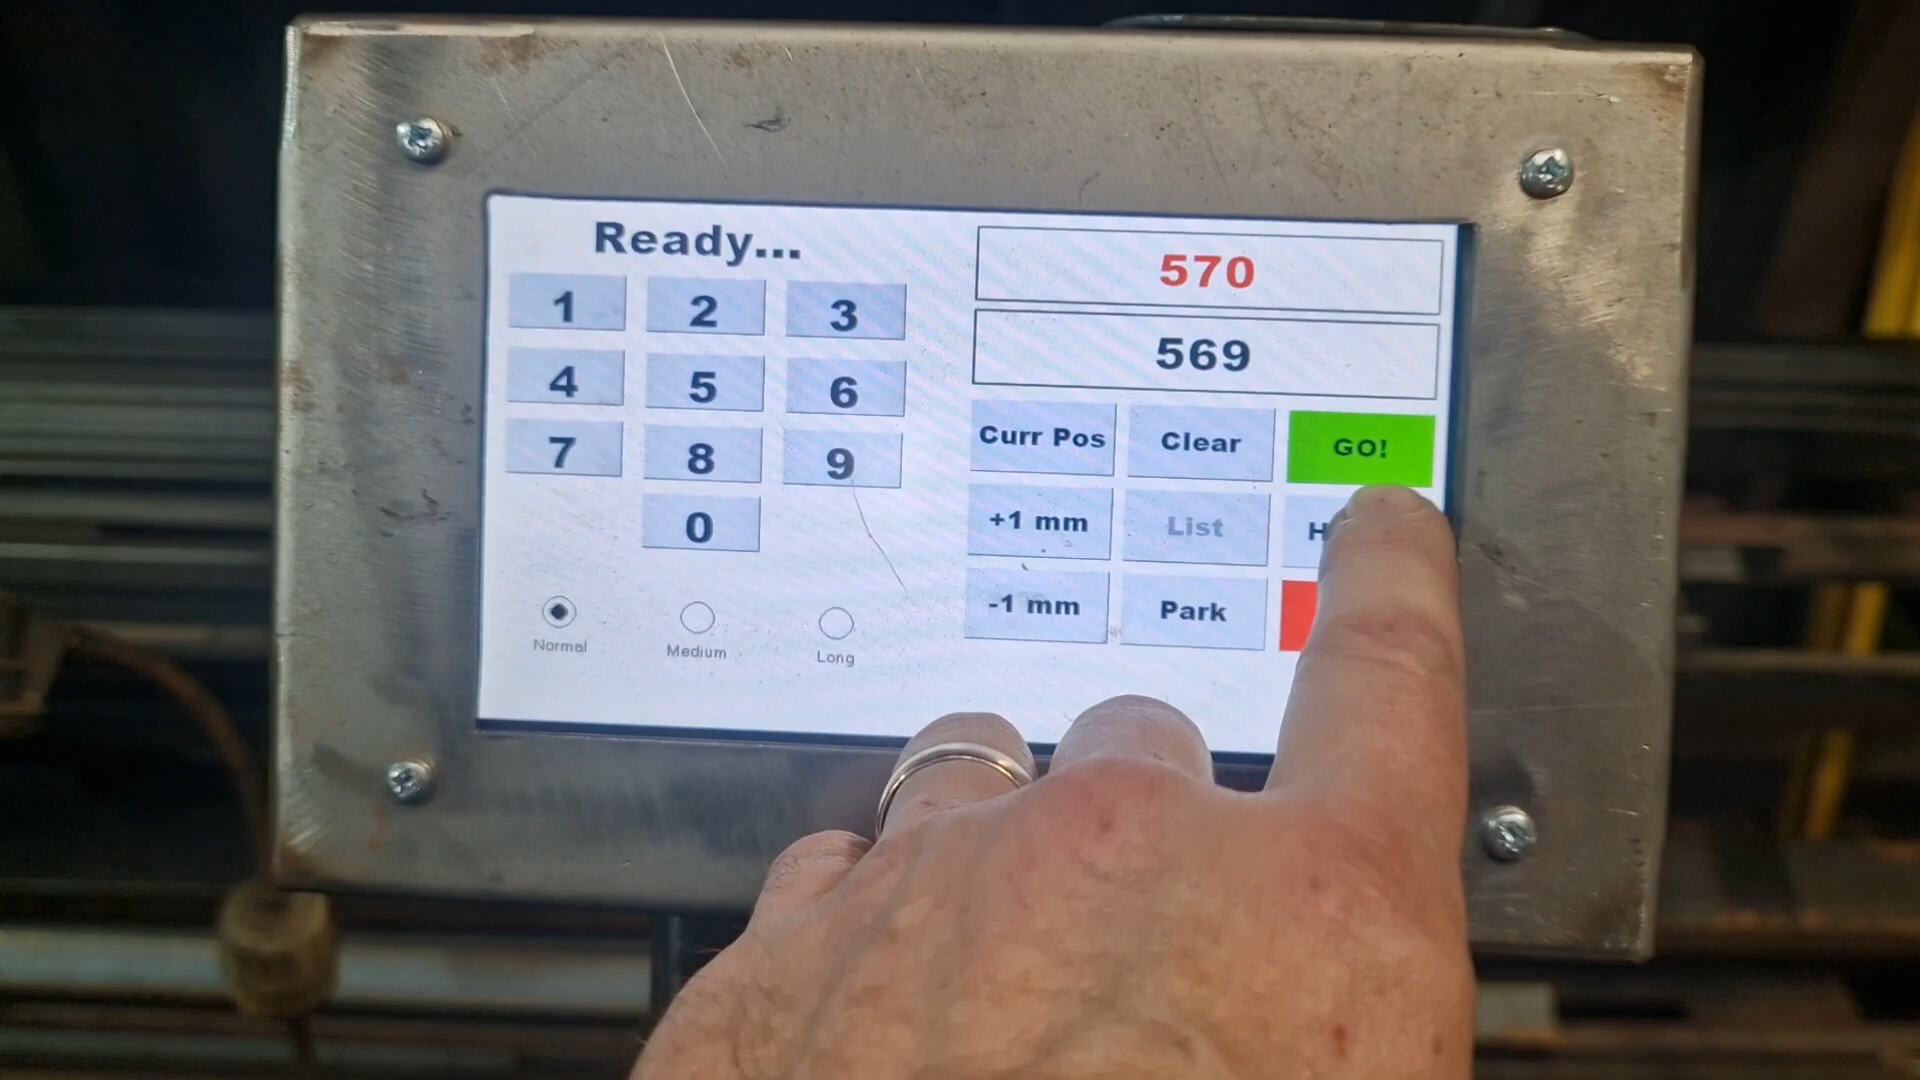 Ready...
570
569
1 2 3
4 5 6
7 8 9
0
Curr Pos Clear GO!
+1 mm List
-1 mm Park
Normal Medium Long